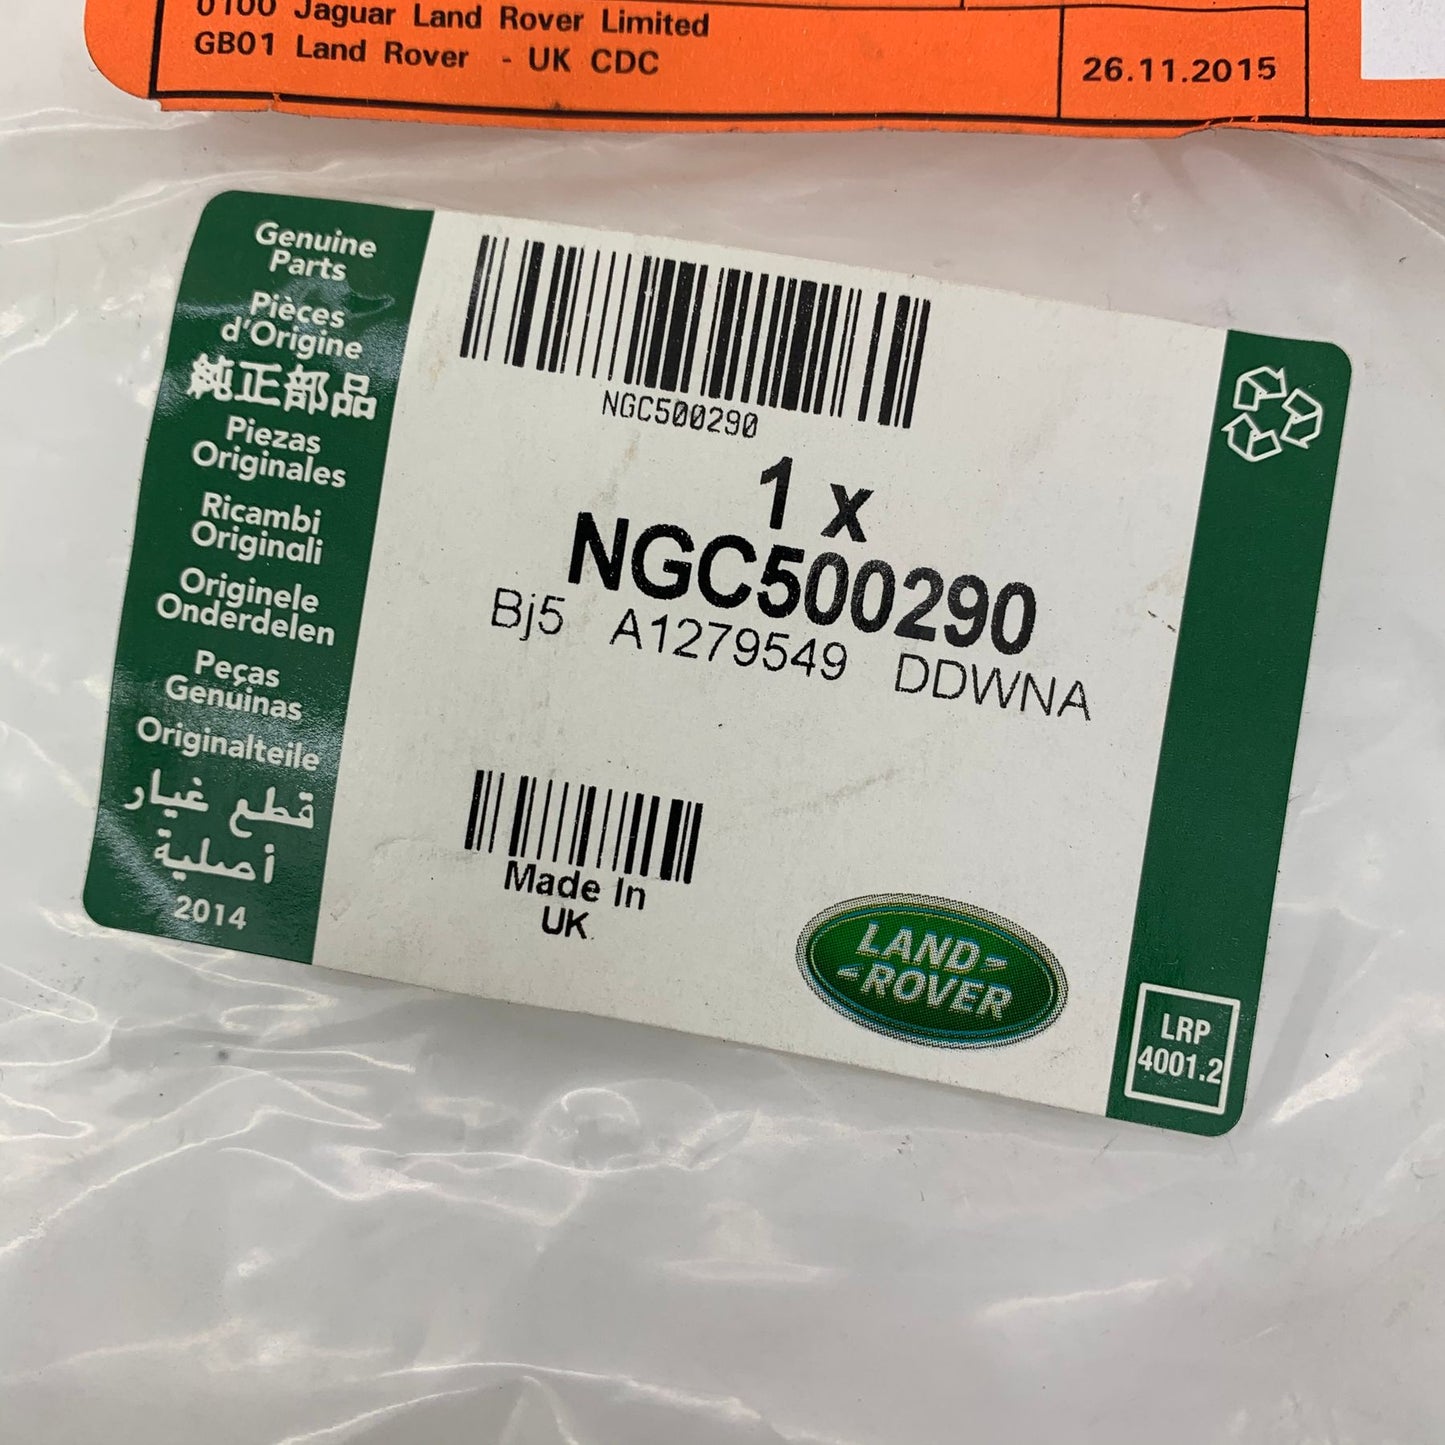 0100 Jaguar Land Rover Limited
GB01 Land Rover - UK CDC
26.11.2015
Genuine
Parts
Pièces
d'Origine
純正部品
Piezas
Originales
Ricambi
Originali
Originele
Onderdelen
Peças
Genuinas
Originalteile
قطع غيار
أصلية
2014
NGC500290
1 x
NGC500290
Bj5 A1279549 DDWNA
Made In
UK
LAND
ROVER
LRP
4001.2